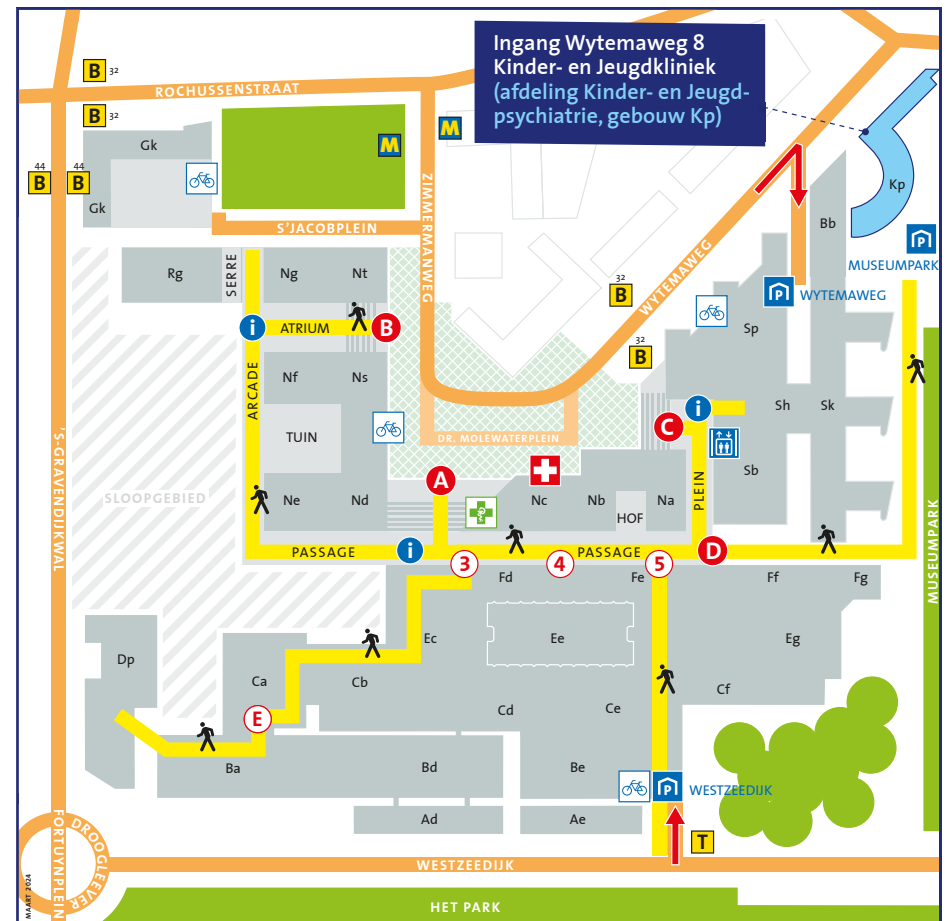 Ingang Wytemaweg 8
Kinder- en Jeugdkliniek
(afdeling Kinder- en Jeugd-
psychiatrie, gebouw Kp)
B 32
ROCHUSSENSTRAAT
B 32
Gk
M
M
44
B
44
B
Gk
Kp
ZIMMERMANWEG
S'JACOBPLEIN
Bb
P
MUSEUMPARK
WYTEMAWEG
SERRE
Rg
Ng
Nt
32
B
P
WYTEMAWEG
i
ATRIUM
B
Sp
32
B
ARCADE
Nf
Ns
i
Sh
Sk
C
TUIN
DR. MOLEWATERPLEIN
'S-GRAVENDIJKWAL
A
Sb
PLEIN
SLOOPGEBIED
Ne
Nd
Nc
Nb
Na
HOF
PASSAGE
i
PASSAGE
D
3
4
5
Fd
Fe
Ff
Fg
MUSEUMPARK
Ec
Ee
Eg
Dp
Ca
Cb
Cf
E
Cd
Ce
Ba
Bd
Be
P
WESTZEEDIJK
Ad
Ae
T
DROOGLEEVER
FORTUYNPLEIN
WESTZEEDIJK
MAART 2024
HET PARK